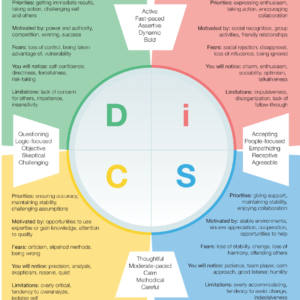 Priorities: getting immediate results,
taking action, challenging self
and others
Motivated by: power and authority,
competition, winning, success
Fears: loss of control, being taken
advantage of, vulnerability
You will notice: self-confidence,
directness, forcefulness,
risk-taking
Limitations: lack of concern
for others, impatience,
insensitivity
Active
Fast-paced
Assertive
Dynamic
Bold
Priorities: expressing enthusiasm,
taking action, encouraging
collaboration
Motivated by: social recognition, group
activities, friendly relationships
Fears: social rejection, disapproval,
loss of influence, being ignored
You will notice: charm, enthusiasm,
sociability, optimism,
talkativeness
Limitations: impulsiveness,
disorganization, lack of
follow-through
D
i
C
S
Questioning
Logic-focused
Objective
Skeptical
Challenging
Accepting
People-focused
Empathizing
Receptive
Agreeable
Priorities: ensuring accuracy,
maintaining stability,
challenging assumptions
Motivated by: opportunities to use
expertise or gain knowledge, attention
to quality
Fears: criticism, slipshod methods,
being wrong
You will notice: precision, analysis,
skepticism, reserve, quiet
Limitations: overly critical,
tendency to overanalyze,
isolates self
Thoughtful
Moderate-paced
Calm
Methodical
Careful
Priorities: giving support,
maintaining stability,
enjoying collaboration
Motivated by: stable environments,
sincere appreciation, cooperation,
opportunities to help
Fears: loss of stability, change, loss of
harmony, offending others
You will notice: patience, team player, calm
approach, good listener, humility
Limitations: overly accommodating,
tendency to avoid change,
indecisiveness